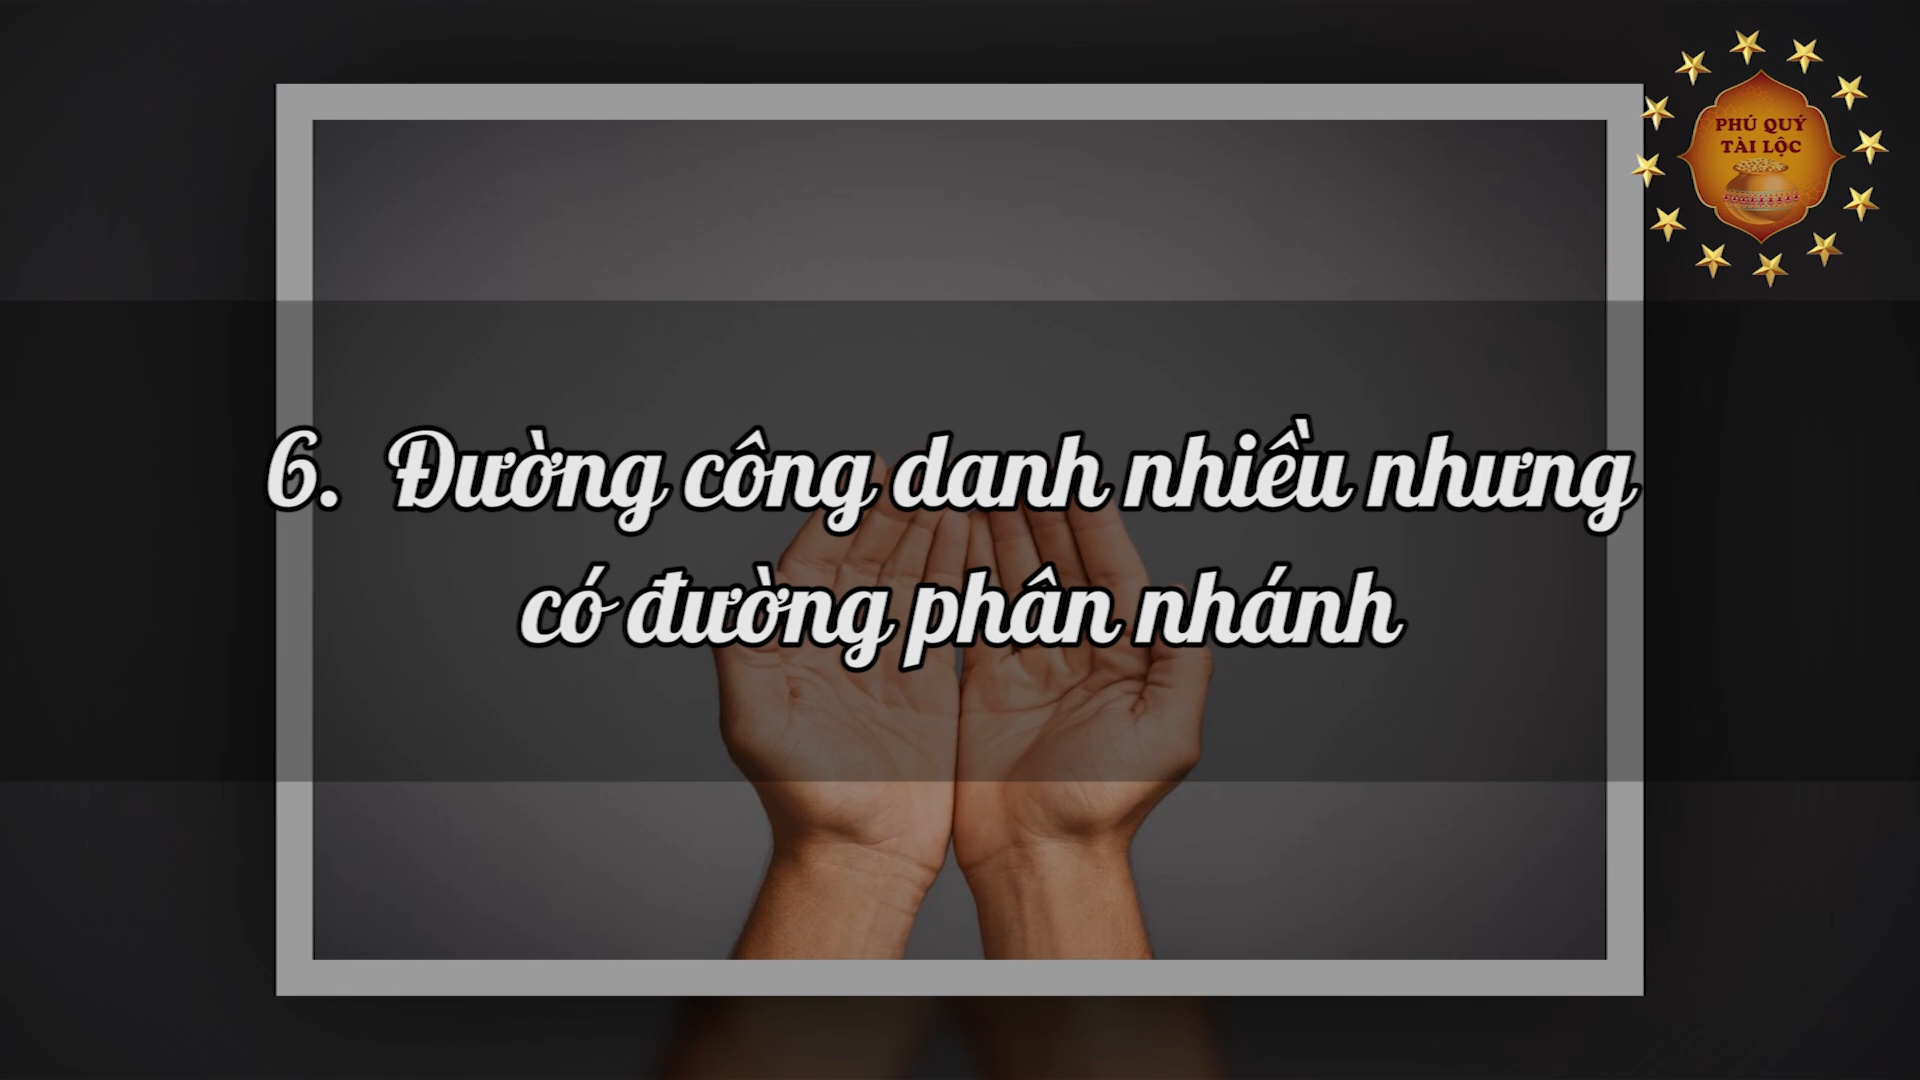 PHÚ QUÝ
TÀI LỘC
6. Đường công danh nhiều nhưng
có đường phân nhánh